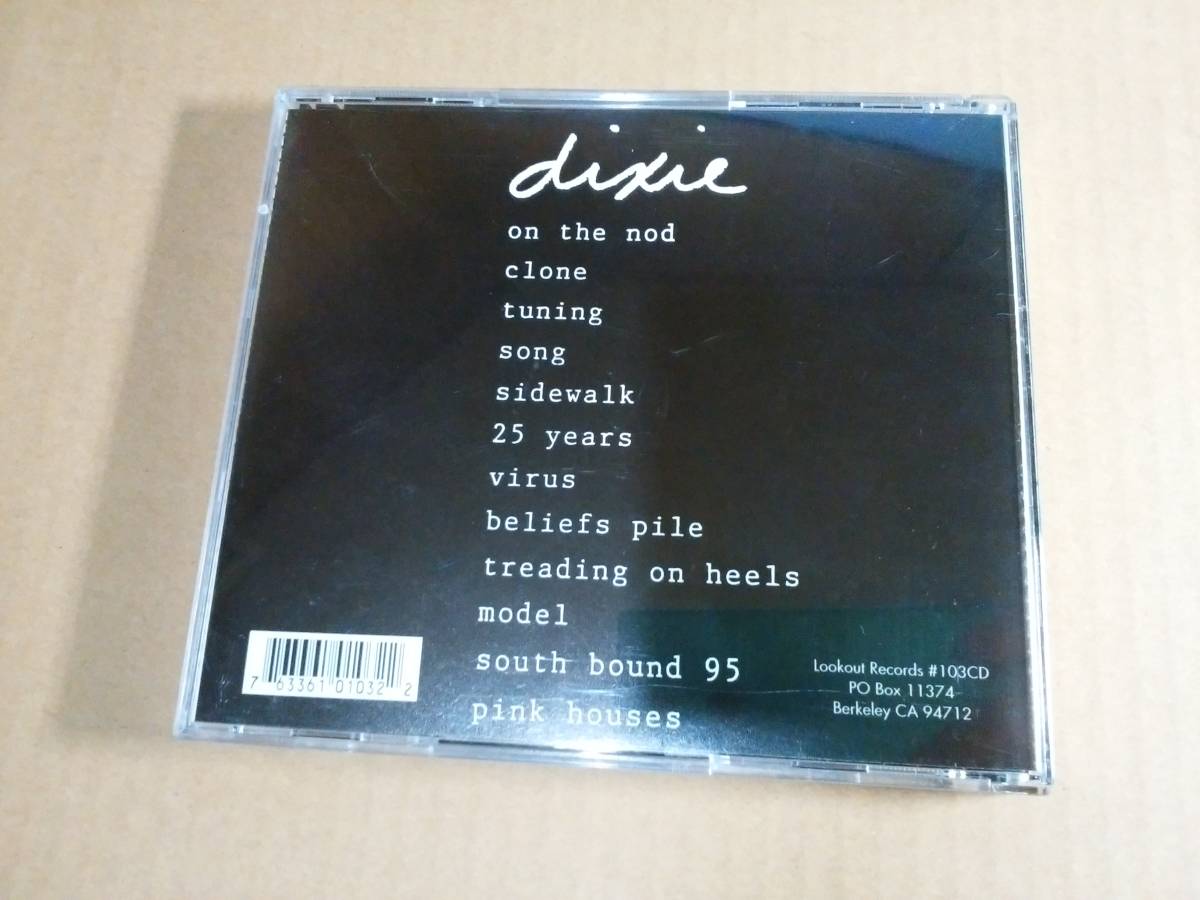 dixie
on the nod
clone
tuning
song
sidewalk
25 years
virus
beliefs pile
treading on heels
model
south bound 95
pink houses
7 63361 01032 2
Lookout Records #103CD
PO Box 11374
Berkeley CA 94712